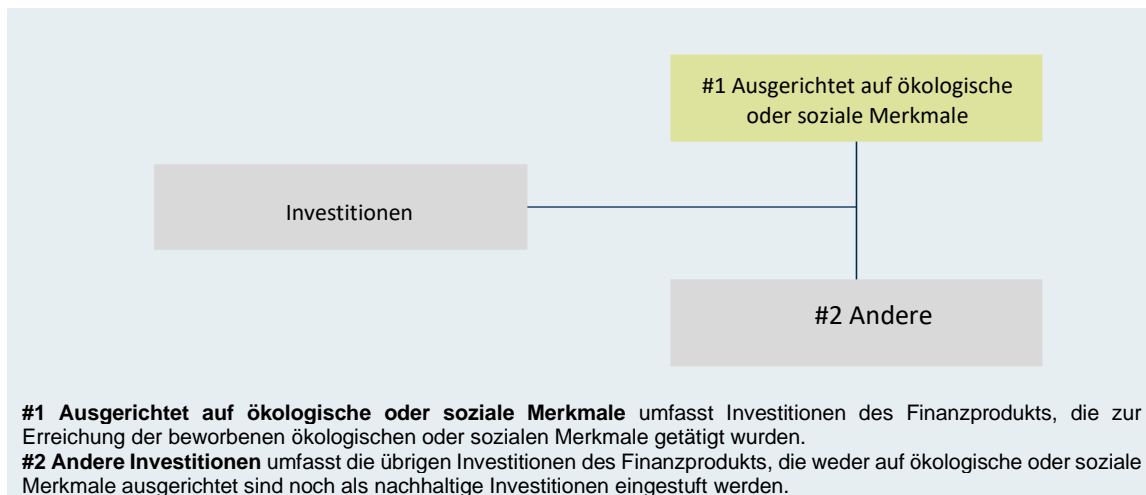 #1 Ausgerichtet auf ökologische
oder soziale Merkmale
Investitionen
#2 Andere
#1 Ausgerichtet auf ökologische oder soziale Merkmale umfasst Investitionen des Finanzprodukts, die zur
Erreichung der beworbenen ökologischen oder sozialen Merkmale getätigt wurden.
#2 Andere Investitionen umfasst die übrigen Investitionen des Finanzprodukts, die weder auf ökologische oder soziale
Merkmale ausgerichtet sind noch als nachhaltige Investitionen eingestuft werden.